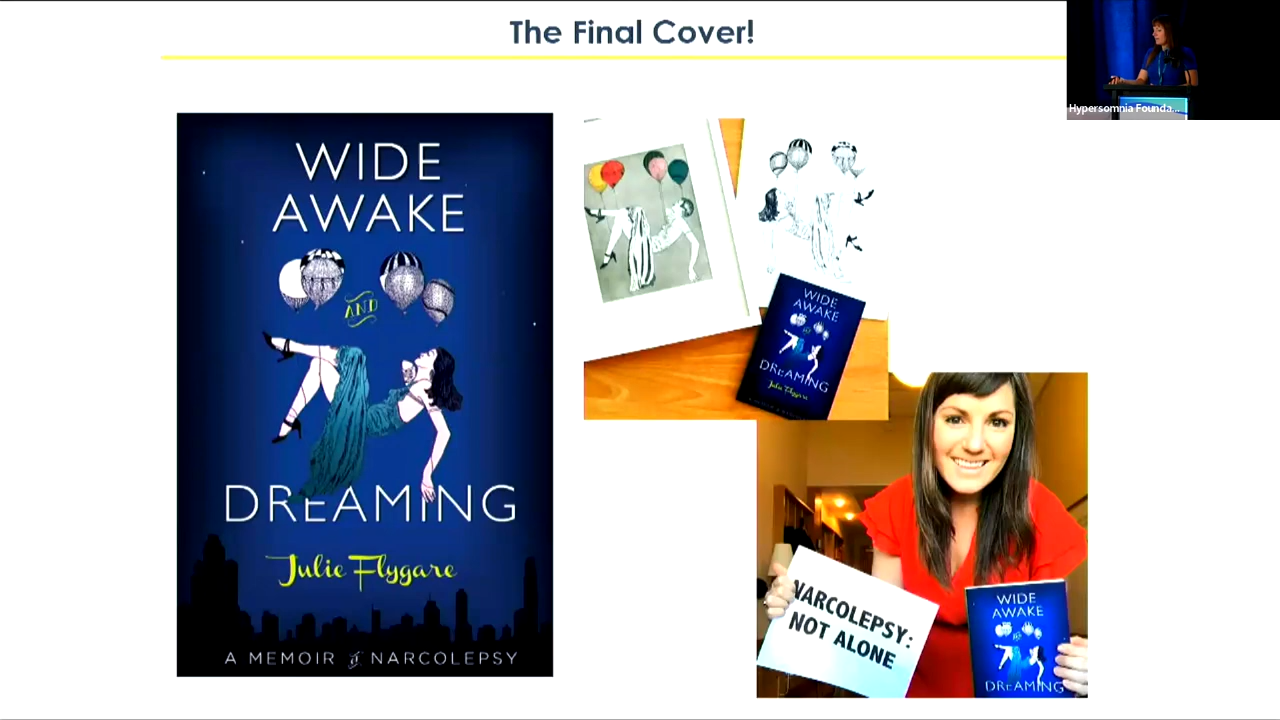 The Final Cover!
Hypersomnia Founda...
WIDE
AWAKE
AND
DREAMING
Julie Flygare
A MEMOIR of NARCOLEPSY
WIDE
AWAKE
DREAMING
Julie Flygare
NARCOLEPSY:
NOT ALONE
WIDE
AWAKE
DREAMING